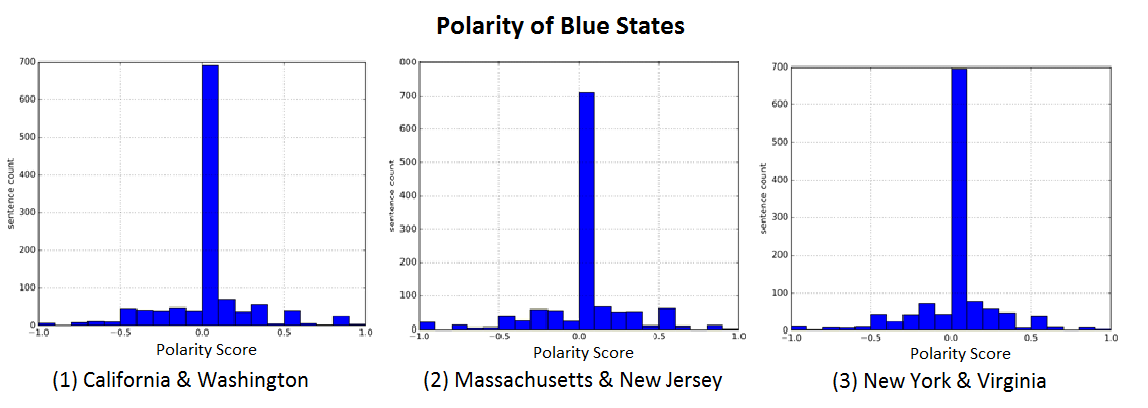 Polarity of Blue States
700
600
500
400
300
200
100
0
sentence count
−1.0 −0.5 0.0 0.5 1.0
Polarity Score
(1) California & Washington
800
700
600
500
400
300
200
100
0
sentence count
−1.0 −0.5 0.0 0.5 1.0
Polarity Score
(2) Massachusetts & New Jersey
700
600
500
400
300
200
100
0
sentence count
−1.0 −0.5 0.0 0.5 1.0
Polarity Score
(3) New York & Virginia